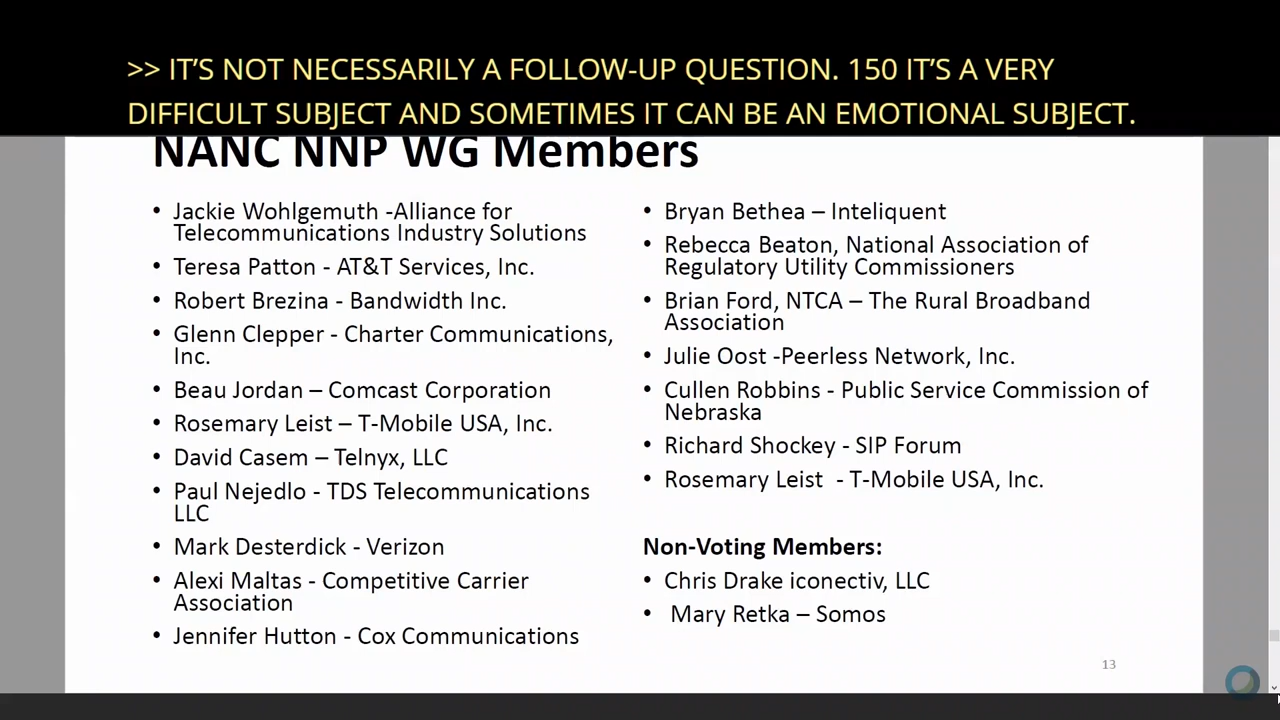 >> IT’S NOT NECESSARILY A FOLLOW-UP QUESTION. 150 IT’S A VERY
DIFFICULT SUBJECT AND SOMETIMES IT CAN BE AN EMOTIONAL SUBJECT.
NANC NNP WG Members
• Jackie Wohlgemuth -Alliance for
Telecommunications Industry Solutions
• Teresa Patton - AT&T Services, Inc.
• Robert Brezina - Bandwidth Inc.
• Glenn Clepper - Charter Communications,
Inc.
• Beau Jordan – Comcast Corporation
• Rosemary Leist – T-Mobile USA, Inc.
• David Casem – Telnyx, LLC
• Paul Nejedlo - TDS Telecommunications
LLC
• Mark Desterdick - Verizon
• Alexi Maltas - Competitive Carrier
Association
• Jennifer Hutton - Cox Communications
• Bryan Bethea – Inteliquent
• Rebecca Beaton, National Association of
Regulatory Utility Commissioners
• Brian Ford, NTCA – The Rural Broadband
Association
• Julie Oost -Peerless Network, Inc.
• Cullen Robbins - Public Service Commission of
Nebraska
• Richard Shockey - SIP Forum
• Rosemary Leist  - T-Mobile USA, Inc.
Non-Voting Members:
• Chris Drake iconectiv, LLC
• Mary Retka – Somos
13